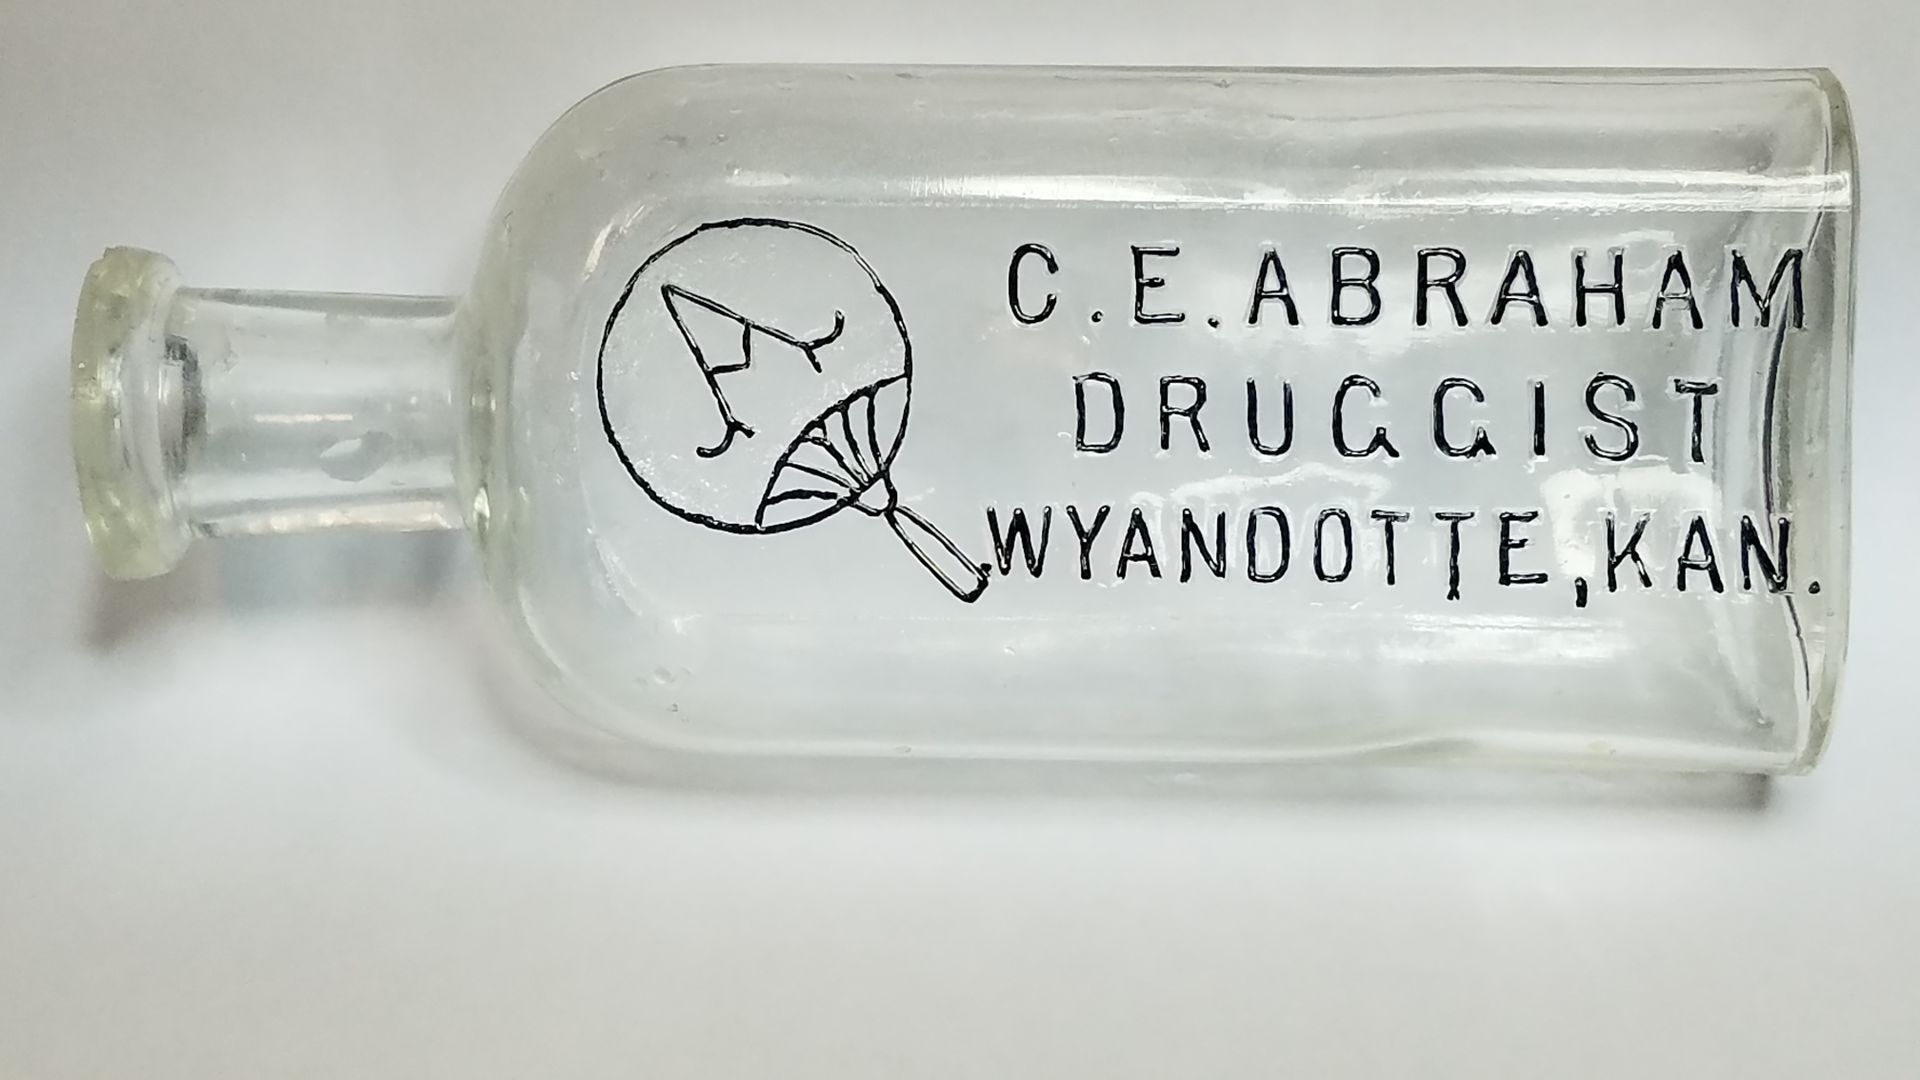 A
C.E.ABRAHAM
DRUGGIST
WYANDOTTE, KAN.